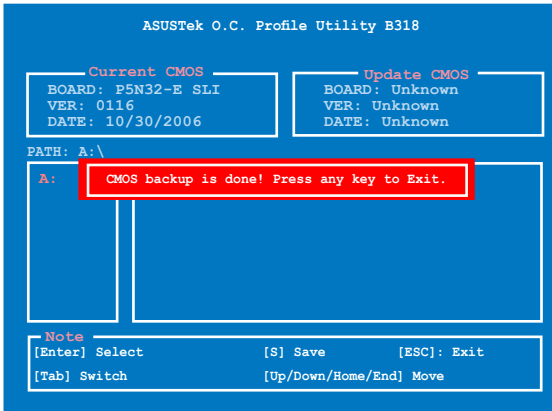 ASUSTek O.C. Profile Utility B318
Current CMOS
BOARD: P5N32-E SLI
VER: 0116
DATE: 10/30/2006
Update CMOS
BOARD: Unknown
VER: Unknown
DATE: Unknown
PATH: A:\
A:
CMOS backup is done! Press any key to Exit.
Note
[Enter] Select [S] Save [ESC]: Exit
[Tab] Switch [Up/Down/Home/End] Move